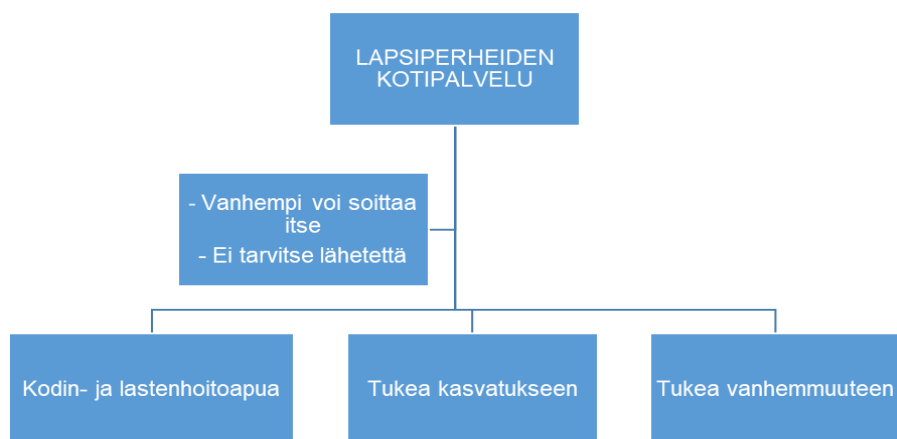 LAPSIPERHEIDEN
KOTIPALVELU
- Vanhempi voi soittaa
itse
- Ei tarvitse lähetettä
Kodin- ja lastenhoitoapua
Tukea kasvatukseen
Tukea vanhemmuuteen